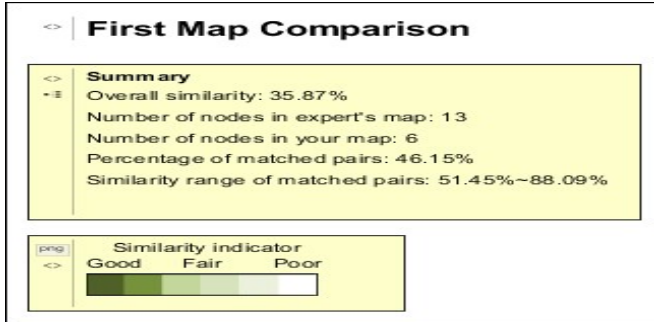 <> First Map Comparison
<> Summary
Overall similarity: 35.87%
Number of nodes in expert's map: 13
Number of nodes in your map: 6
Percentage of matched pairs: 46.15%
Similarity range of matched pairs: 51.45%~88.09%
png Similarity indicator
<> Good Fair Poor